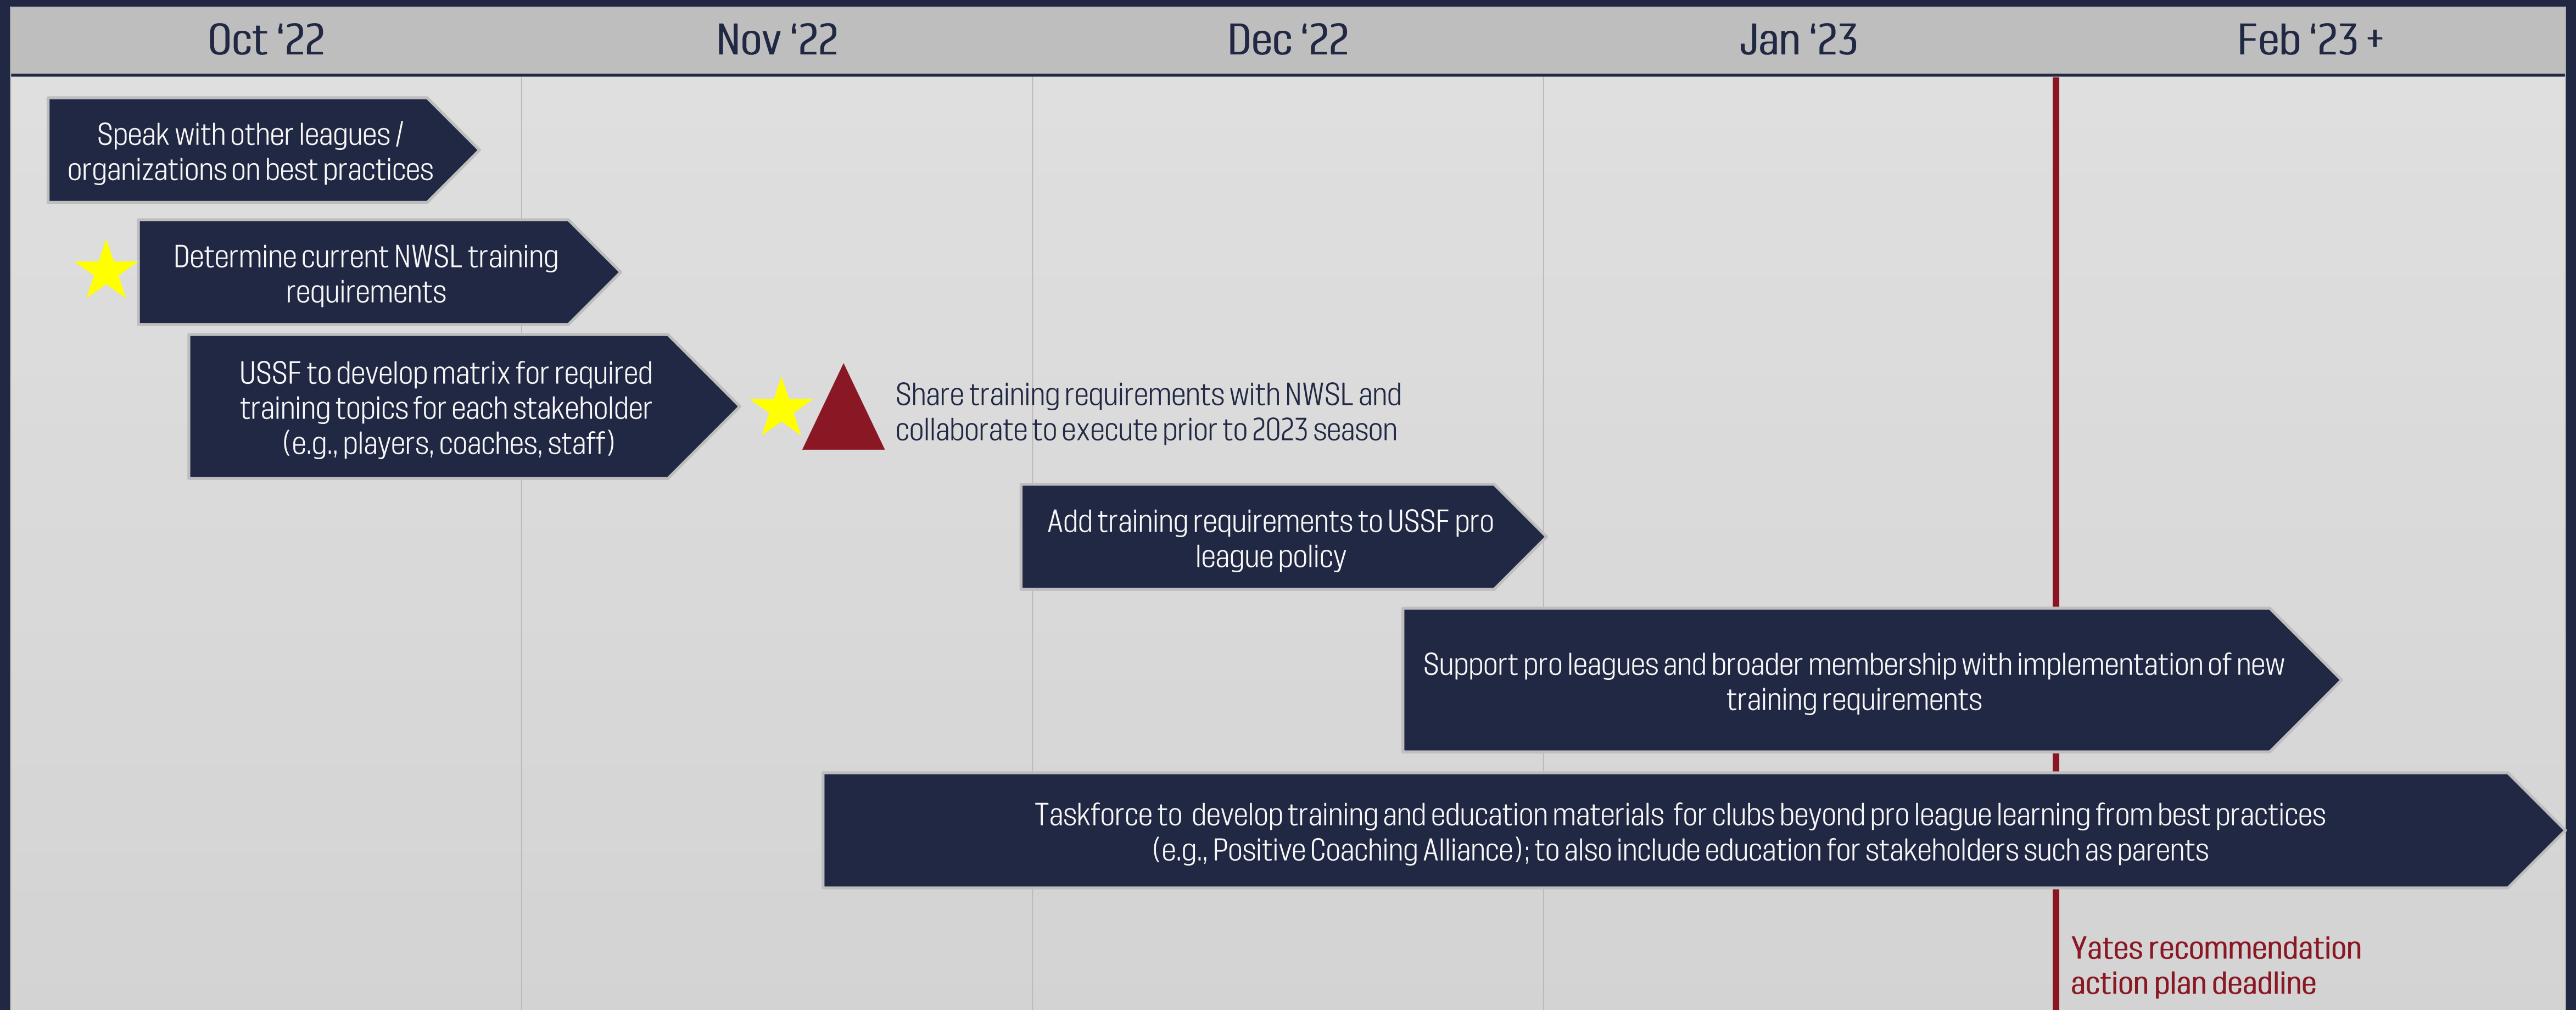 Oct ‘22
Nov ‘22
Dec ‘22
Jan ‘23
Feb ‘23 +
Speak with other leagues /
organizations on best practices
Determine current NWSL training
requirements
USSF to develop matrix for required
training topics for each stakeholder
(e.g., players, coaches, staff)
Share training requirements with NWSL and
collaborate to execute prior to 2023 season
Add training requirements to USSF pro
league policy
Support pro leagues and broader membership with implementation of new
training requirements
Taskforce to  develop training and education materials  for clubs beyond pro league learning from best practices
(e.g., Positive Coaching Alliance); to also include education for stakeholders such as parents
Yates recommendation
action plan deadline